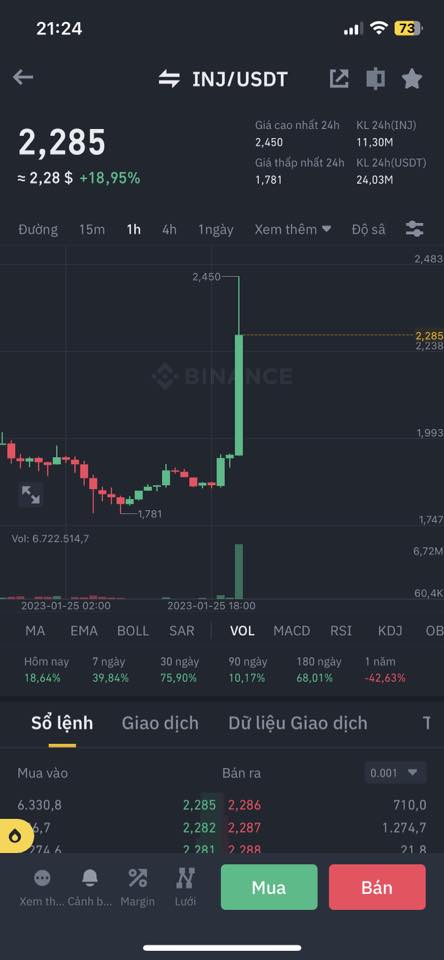 21:24
73
INJ/USDT
2,285
≈ 2,28 $ +18,95%
Giá cao nhất 24h KL 24h(INJ)
2,450 11,30M
Giá thấp nhất 24h KL 24h(USDT)
1,781 24,03M
Đường 15m 1h 4h 1ngày Xem thêm Độ sâ
2,483
2,450
2,285
2,238
BINANCE
1,993
1,781
1,747
Vol: 6.722.514,7
6,72M
60,4K
2023-01-25 02:00 2023-01-25 18:00
MA EMA BOLL SAR VOL MACD RSI KDJ OB
Hôm nay 7 ngày 30 ngày 90 ngày 180 ngày 1 năm
18,64% 39,84% 75,90% 10,17% 68,01% -42,63%
Sổ lệnh Giao dịch Dữ liệu Giao dịch T
Mua vào Bán ra 0.001
6.330,8 2,285 2,286 710,0
6,7 2,282 2,287 1.274,7
274,6 2,281 2,288 21,8
Xem th... Cảnh b... Margin Lưới Mua Bán